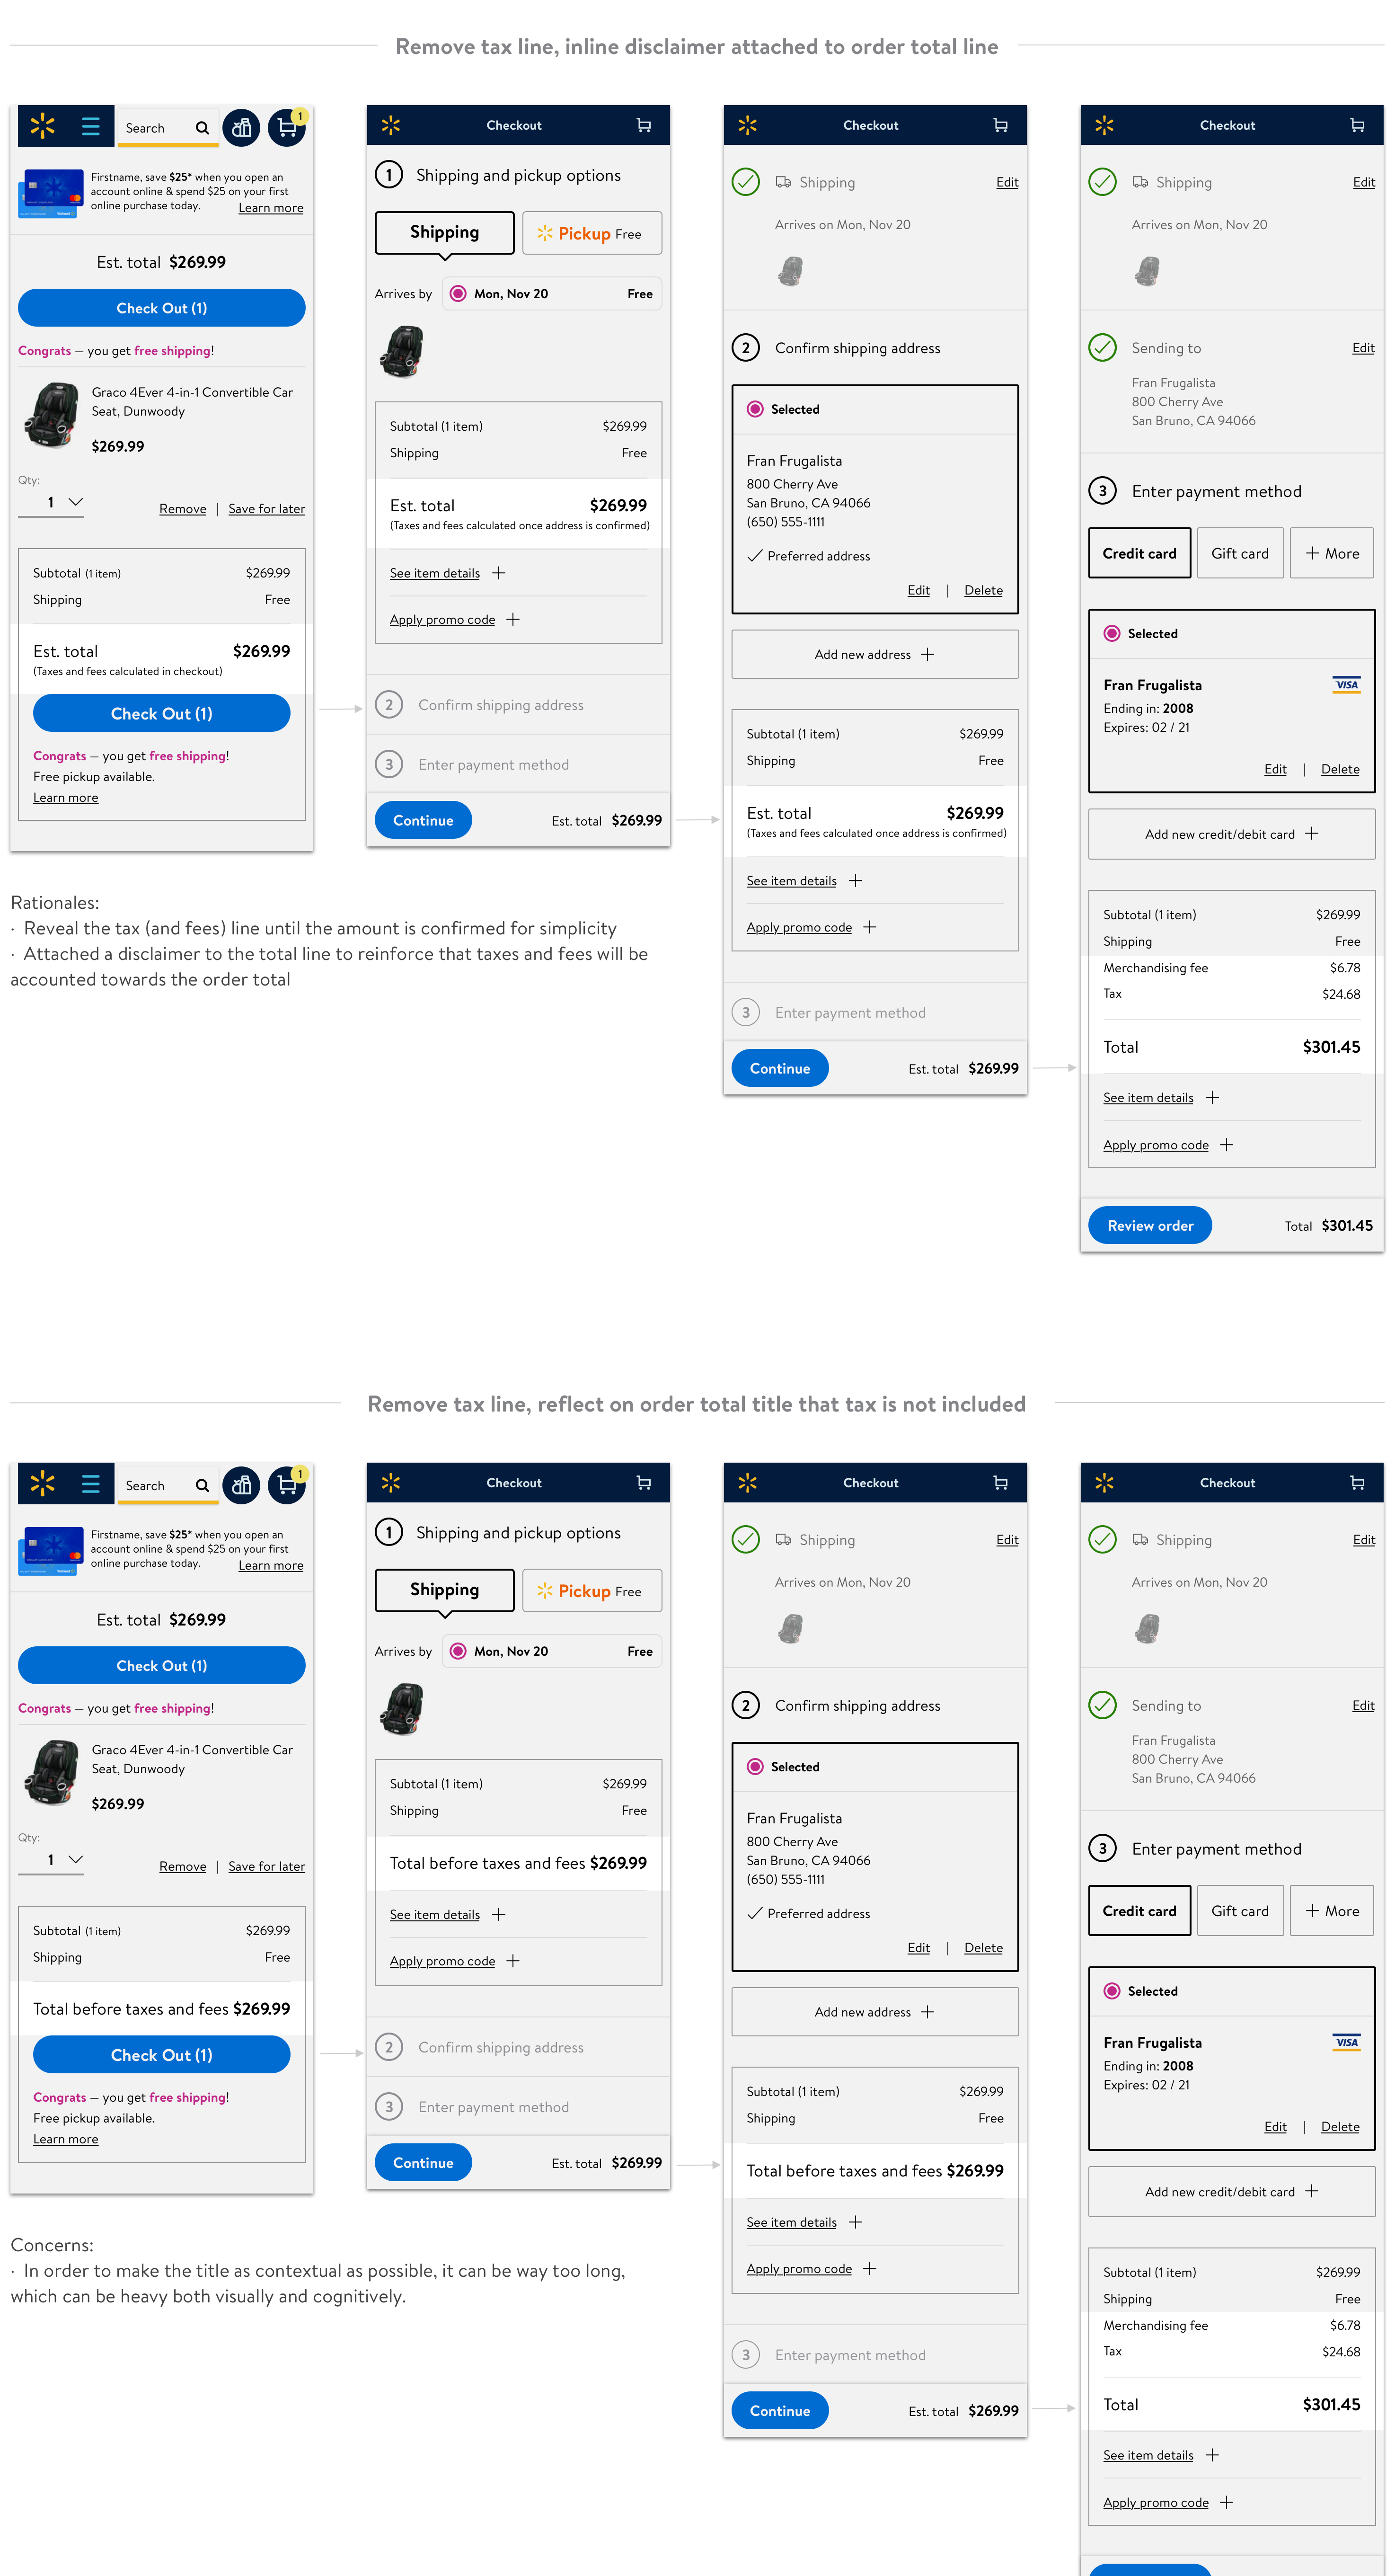 Remove tax line, inline disclaimer attached to order total line
Search
1
Firstname, save $25* when you open an
account online & spend $25 on your first
online purchase today.
Learn more
Est. total $269.99
Check Out (1)
Congrats — you get free shipping!
Graco 4Ever 4-in-1 Convertible Car
Seat, Dunwoody
$269.99
Qty:
1
Remove | Save for later
Subtotal (1 item) $269.99
Shipping Free
Est. total $269.99
(Taxes and fees calculated in checkout)
Check Out (1)
Congrats — you get free shipping!
Free pickup available.
Learn more
Checkout
1 Shipping and pickup options
Shipping
Pickup Free
Arrives by Mon, Nov 20 Free
Subtotal (1 item) $269.99
Shipping Free
Est. total $269.99
(Taxes and fees calculated once address is confirmed)
See item details
Apply promo code
2 Confirm shipping address
3 Enter payment method
Continue Est. total $269.99
Checkout
Shipping Edit
Arrives on Mon, Nov 20
2 Confirm shipping address
Selected
Fran Frugalista
800 Cherry Ave
San Bruno, CA 94066
(650) 555-1111
Preferred address
Edit | Delete
Add new address
Subtotal (1 item) $269.99
Shipping Free
Est. total $269.99
(Taxes and fees calculated once address is confirmed)
See item details
Apply promo code
3 Enter payment method
Continue Est. total $269.99
Checkout
Shipping Edit
Arrives on Mon, Nov 20
Sending to Edit
Fran Frugalista
800 Cherry Ave
San Bruno, CA 94066
3 Enter payment method
Credit card Gift card More
Selected
Fran Frugalista VISA
Ending in: 2008
Expires: 02 / 21
Edit | Delete
Add new credit/debit card
Subtotal (1 item) $269.99
Shipping Free
Merchandising fee $6.78
Tax $24.68
Total $301.45
See item details
Apply promo code
Review order Total $301.45
Rationales:
· Reveal the tax (and fees) line until the amount is confirmed for simplicity
· Attached a disclaimer to the total line to reinforce that taxes and fees will be
accounted towards the order total
Remove tax line, reflect on order total title that tax is not included
Search
1
Firstname, save $25* when you open an
account online & spend $25 on your first
online purchase today.
Learn more
Est. total $269.99
Check Out (1)
Congrats — you get free shipping!
Graco 4Ever 4-in-1 Convertible Car
Seat, Dunwoody
$269.99
Qty:
1
Remove | Save for later
Subtotal (1 item) $269.99
Shipping Free
Total before taxes and fees $269.99
Check Out (1)
Congrats — you get free shipping!
Free pickup available.
Learn more
Checkout
1 Shipping and pickup options
Shipping
Pickup Free
Arrives by Mon, Nov 20 Free
Subtotal (1 item) $269.99
Shipping Free
Total before taxes and fees $269.99
See item details
Apply promo code
2 Confirm shipping address
3 Enter payment method
Continue Est. total $269.99
Checkout
Shipping Edit
Arrives on Mon, Nov 20
2 Confirm shipping address
Selected
Fran Frugalista
800 Cherry Ave
San Bruno, CA 94066
(650) 555-1111
Preferred address
Edit | Delete
Add new address
Subtotal (1 item) $269.99
Shipping Free
Total before taxes and fees $269.99
See item details
Apply promo code
3 Enter payment method
Continue Est. total $269.99
Checkout
Shipping Edit
Arrives on Mon, Nov 20
Sending to Edit
Fran Frugalista
800 Cherry Ave
San Bruno, CA 94066
3 Enter payment method
Credit card Gift card More
Selected
Fran Frugalista VISA
Ending in: 2008
Expires: 02 / 21
Edit | Delete
Add new credit/debit card
Subtotal (1 item) $269.99
Shipping Free
Merchandising fee $6.78
Tax $24.68
Total $301.45
See item details
Apply promo code
Concerns:
· In order to make the title as contextual as possible, it can be way too long,
which can be heavy both visually and cognitively.